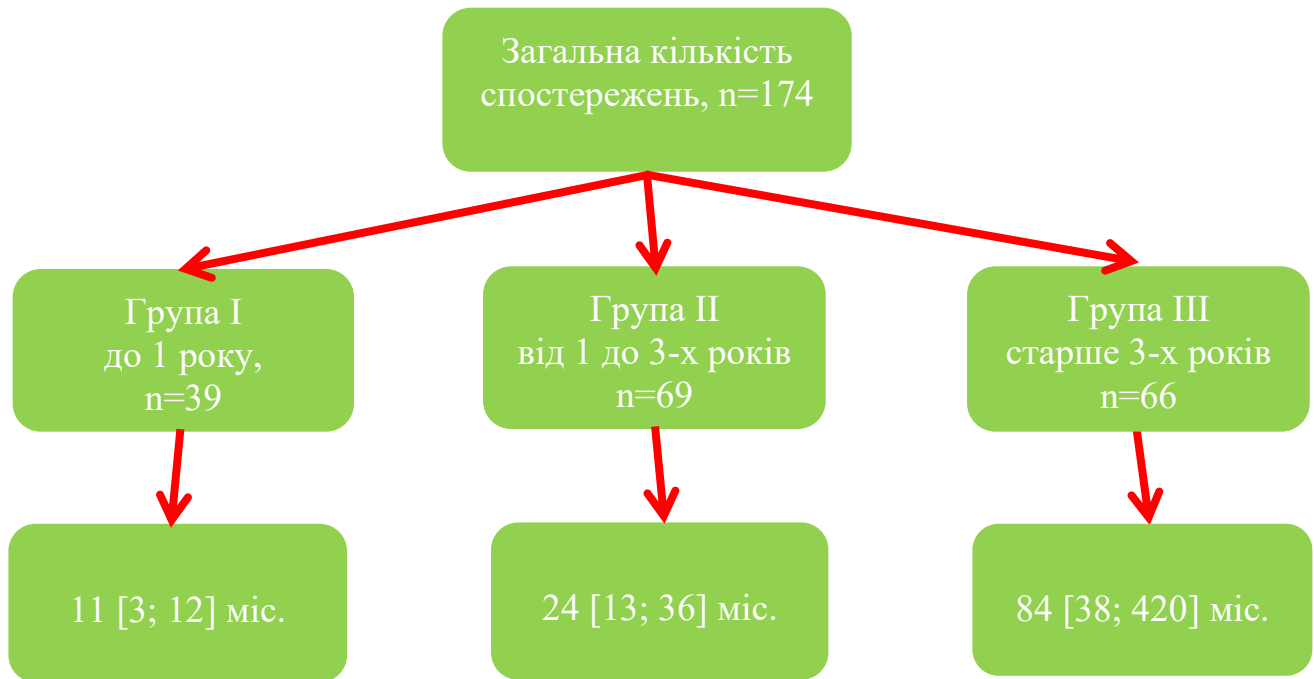 Загальна кількість
спостережень, n=174
Група I
до 1 року,
n=39
Група II
від 1 до 3-х років
n=69
Група III
старше 3-х років
n=66
11 [3; 12] міс.
24 [13; 36] міс.
84 [38; 420] міс.